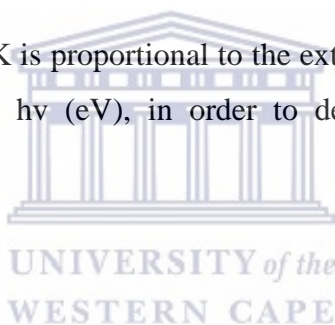 K is proportional to the ext
hv (eV), in order to de
UNIVERSITY of the
WESTERN CAPE